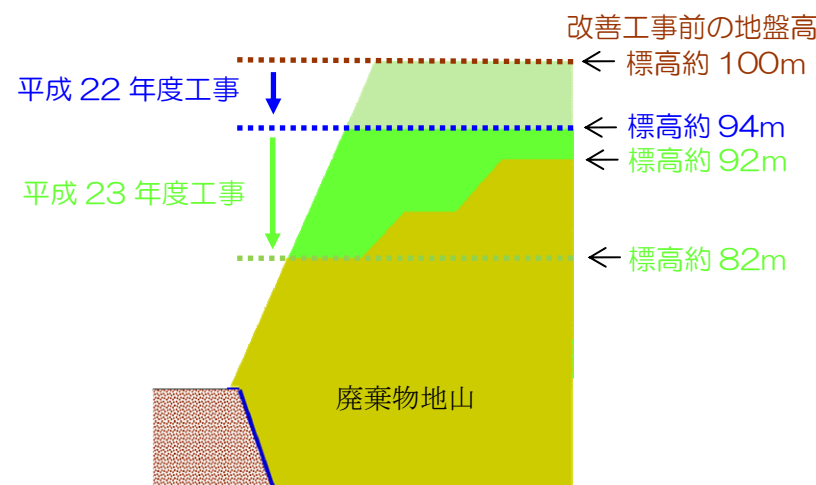 改善工事前の地盤高
標高約 100m
平成 22 年度工事
標高約 94m
標高約 92m
平成 23 年度工事
標高約 82m
廃棄物地山